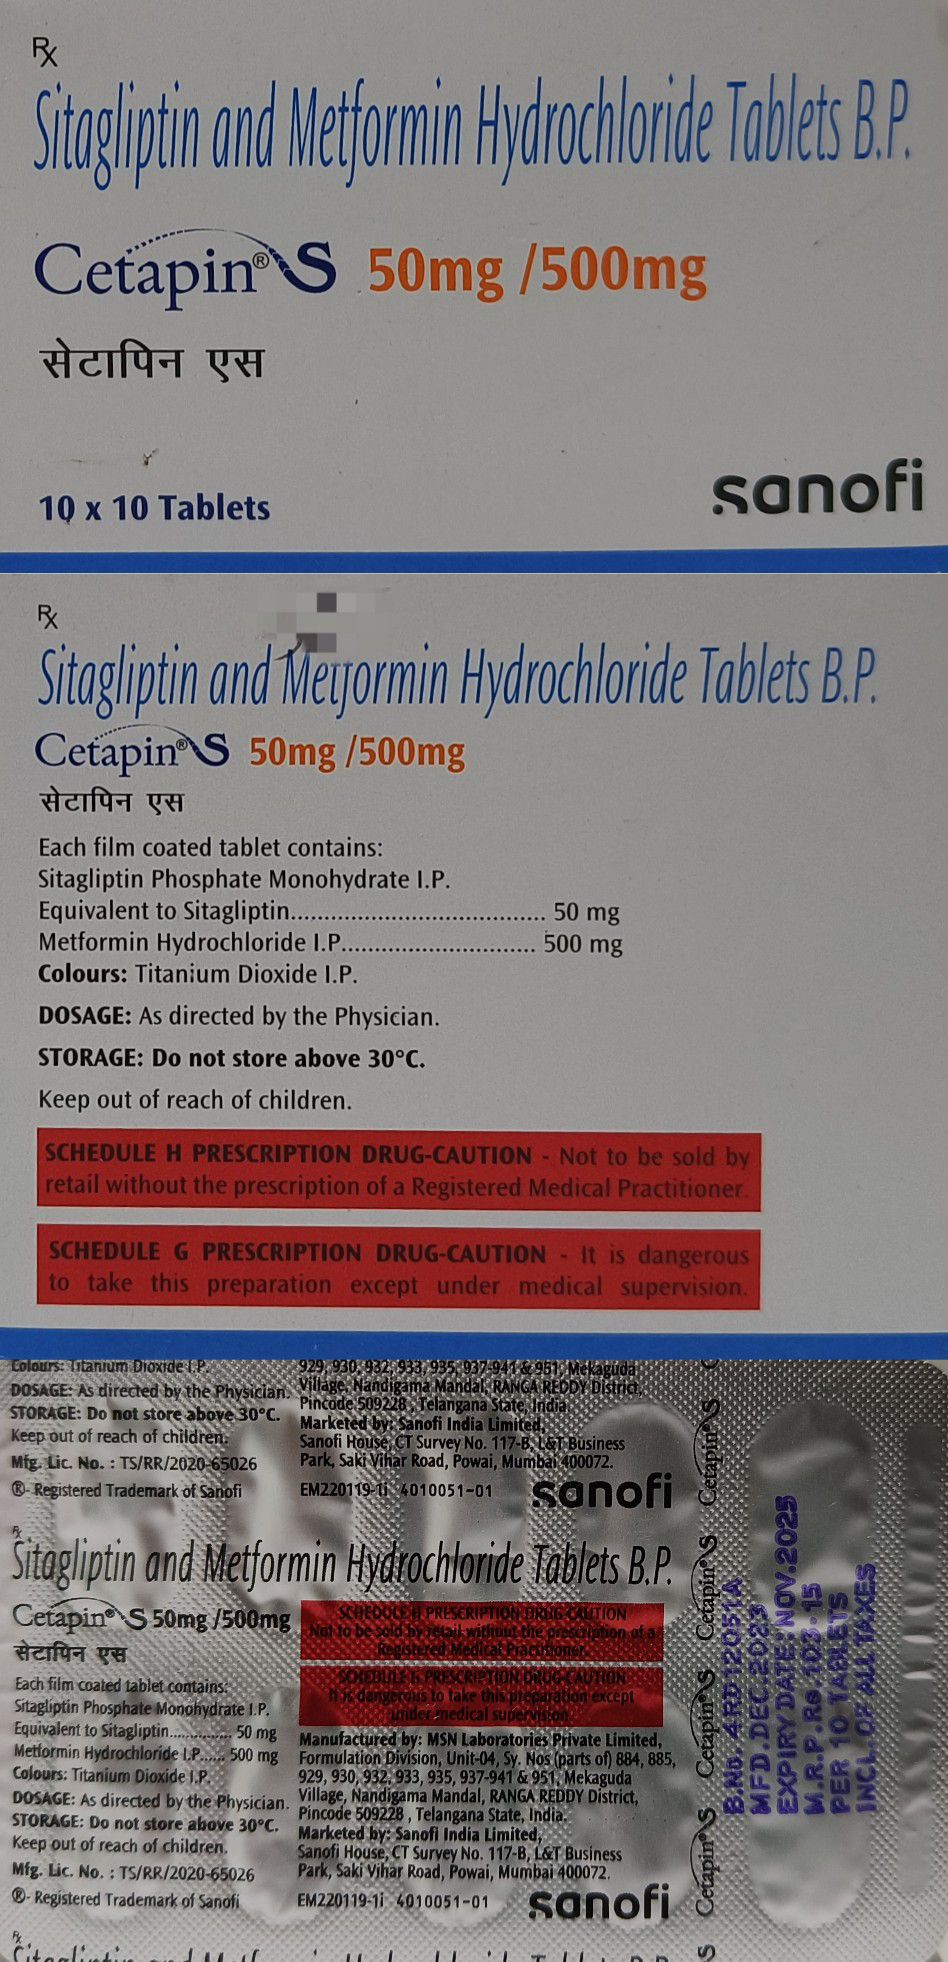 Rx
Sitagliptin and Metformin Hydrochloride Tablets B.P.
Cetapin® S 50mg /500mg
सेटापिन एस
10 x 10 Tablets
sanofi
Rx
Sitagliptin and Metformin Hydrochloride Tablets B.P.
Cetapin® S 50mg /500mg
सेटापिन एस
Each film coated tablet contains:
Sitagliptin Phosphate Monohydrate I.P.
Equivalent to Sitagliptin...................................... 50 mg
Metformin Hydrochloride I.P............................. 500 mg
Colours: Titanium Dioxide I.P.
DOSAGE: As directed by the Physician.
STORAGE: Do not store above 30°C.
Keep out of reach of children.
SCHEDULE H PRESCRIPTION DRUG-CAUTION - Not to be sold by
retail without the prescription of a Registered Medical Practitioner.
SCHEDULE G PRESCRIPTION DRUG-CAUTION - It is dangerous
to take this preparation except under medical supervision.
Colours: Titanium Dioxide I.P.
DOSAGE: As directed by the Physician.
STORAGE: Do not store above 30°C.
Keep out of reach of children.
Mfg. Lic. No. : TS/RR/2020-65026
®- Registered Trademark of Sanofi
929, 930, 932, 933, 935, 937-941 & 951, Mekaguda
Village, Nandigama Mandal, RANGA REDDY District,
Pincode 509228 , Telangana State, India.
Marketed by: Sanofi India Limited,
Sanofi House, CT Survey No. 117-B, L&T Business
Park, Saki Vihar Road, Powai, Mumbai 400072.
EM220119-1i 4010051-01
sanofi
Rx
Sitagliptin and Metformin Hydrochloride Tablets B.P.
Cetapin® S 50mg /500mg
सेटापिन एस
Each film coated tablet contains:
Sitagliptin Phosphate Monohydrate I.P.
Equivalent to Sitagliptin.............. 50 mg
Metformin Hydrochloride I.P...... 500 mg
Colours: Titanium Dioxide I.P.
DOSAGE: As directed by the Physician.
STORAGE: Do not store above 30°C.
Keep out of reach of children.
Mfg. Lic. No. : TS/RR/2020-65026
®- Registered Trademark of Sanofi
SCHEDULE H PRESCRIPTION DRUG-CAUTION
Not to be sold by retail without the prescription of a
Registered Medical Practitioner.
SCHEDULE G PRESCRIPTION DRUG-CAUTION
It is dangerous to take this preparation except
under medical supervision.
Manufactured by: MSN Laboratories Private Limited,
Formulation Division, Unit-04, Sy. Nos (parts of) 884, 885,
929, 930, 932, 933, 935, 937-941 & 951, Mekaguda
Village, Nandigama Mandal, RANGA REDDY District,
Pincode 509228 , Telangana State, India.
Marketed by: Sanofi India Limited,
Sanofi House, CT Survey No. 117-B, L&T Business
Park, Saki Vihar Road, Powai, Mumbai 400072.
EM220119-1i 4010051-01
sanofi
Cetapin® S
Cetapin® S
Cetapin® S
Cetapin® S
B.No. 4RD12051A
MFD.DEC.2023
EXPIRY DATE: NOV.2025
M.R.P.Rs.103.15
PER 10 TABLETS
INCL.OF ALL TAXES
Rx